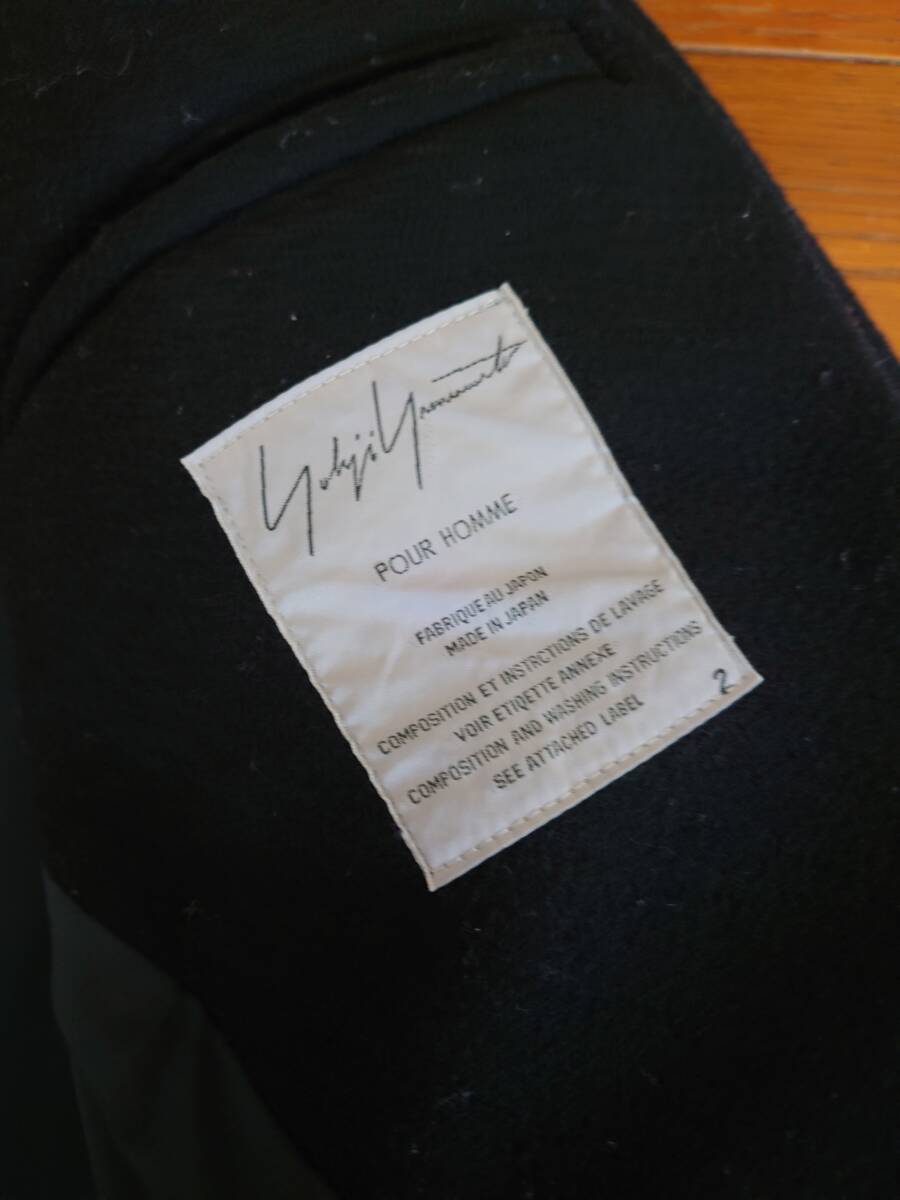 Yohji Yamamoto
POUR HOMME
FABRIQUE AU JAPON
MADE IN JAPAN
COMPOSITION ET INSTRCTIONS DE LAVAGE
VOIR ETIQETTE ANNEXE
COMPOSITION AND WASHING INSTRUCTIONS
SEE ATTACHED LABEL
2